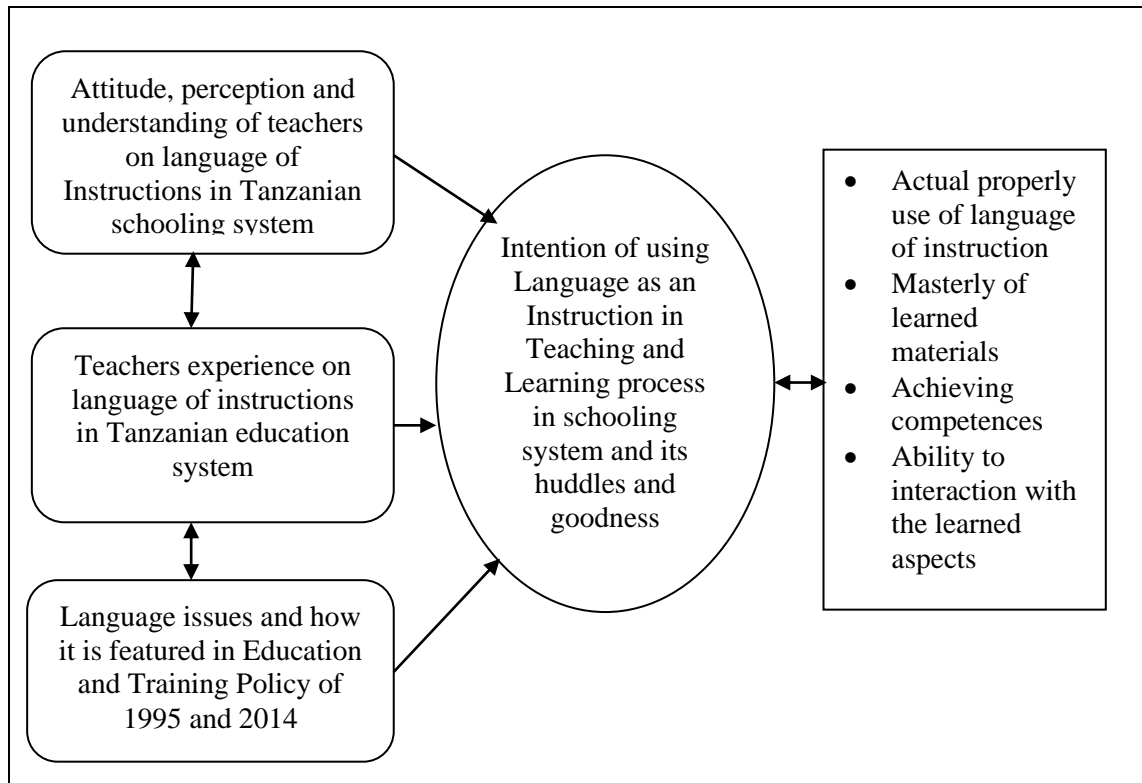 Attitude, perception and
understanding of teachers
on language of
Instructions in Tanzanian
schooling system
Teachers experience on
language of instructions
in Tanzanian education
system
Language issues and how
it is featured in Education
and Training Policy of
1995 and 2014
Intention of using
Language as an
Instruction in
Teaching and
Learning process
in schooling
system and its
huddles and
goodness
• Actual properly
use of language
of instruction
• Masterly of
learned
materials
• Achieving
competences
• Ability to
interaction with
the learned
aspects